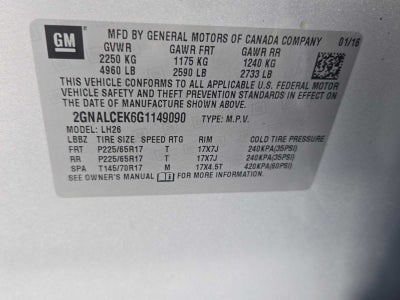 GM
MFD BY GENERAL MOTORS OF CANADA COMPANY 01/16
GVWR GAWR FRT GAWR RR
2250 KG 1175 KG 1240 KG
4960 LB 2590 LB 2733 LB
THIS VEHICLE CONFORMS TO ALL APPLICABLE U.S. FEDERAL MOTOR
VEHICLE SAFETY AND THEFT PREVENTION STANDARDS IN EFFECT ON
THE DATE OF MANUFACTURE SHOWN ABOVE.
2GNALCEK6G1149090 TYPE: M.P.V.
MODEL: LH26
LBBZ TIRE SIZE SPEED RTG RIM COLD TIRE PRESSURE
FRT P225/65R17 T 17X7J 240KPA(35PSI)
RR P225/65R17 T 17X7J 240KPA(35PSI)
SPA T145/70R17 M 17X4.5T 420KPA(60PSI)
SEE OWNER'S MANUAL FOR MORE INFORMATION.